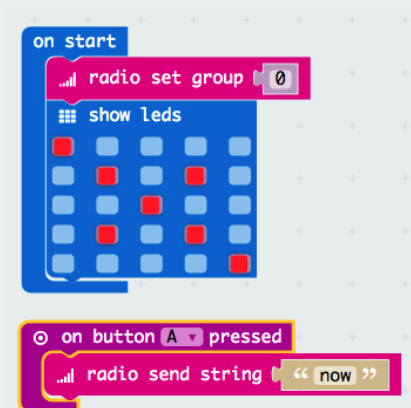 on start
radio set group 0
show leds
on button A pressed
radio send string “ now ”